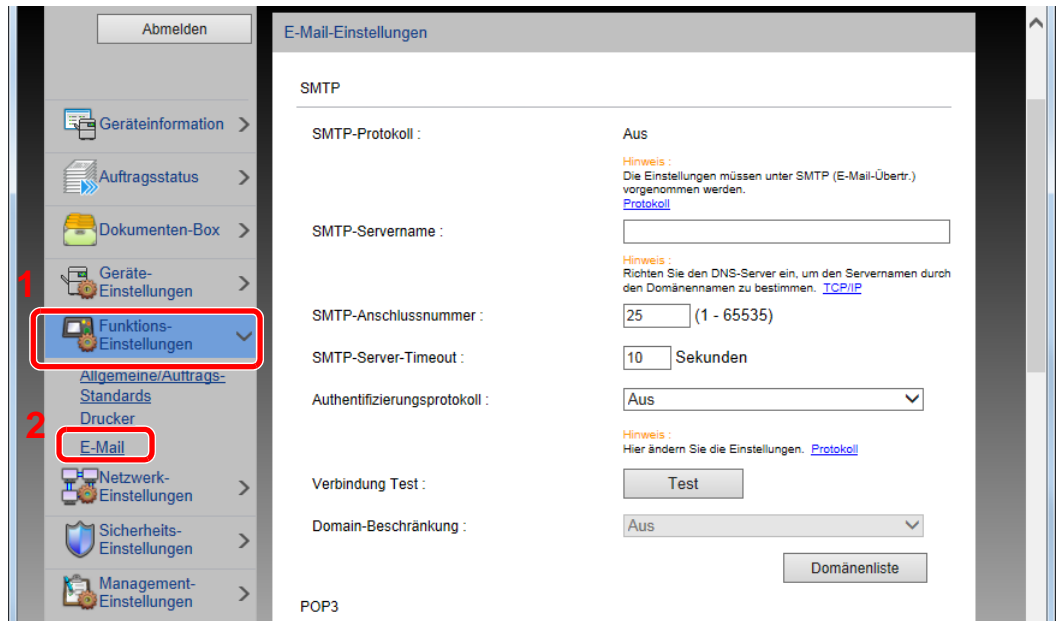 Abmelden
Geräteinformation
Auftragsstatus
Dokumenten-Box
1
Geräte-
Einstellungen
Funktions-
Einstellungen
Allgemeine/Auftrags-
Standards
2
Drucker
E-Mail
Netzwerk-
Einstellungen
Sicherheits-
Einstellungen
Management-
Einstellungen
E-Mail-Einstellungen
SMTP
SMTP-Protokoll : Aus
Hinweis :
Die Einstellungen müssen unter SMTP (E-Mail-Übertr.)
vorgenommen werden.
Protokoll
SMTP-Servername :
Hinweis :
Richten Sie den DNS-Server ein, um den Servernamen durch
den Domänennamen zu bestimmen. TCP/IP
SMTP-Anschlussnummer : 25 (1 - 65535)
SMTP-Server-Timeout : 10 Sekunden
Authentifizierungsprotokoll : Aus
Hinweis :
Hier ändern Sie die Einstellungen. Protokoll
Verbindung Test : Test
Domain-Beschränkung : Aus
Domänenliste
POP3